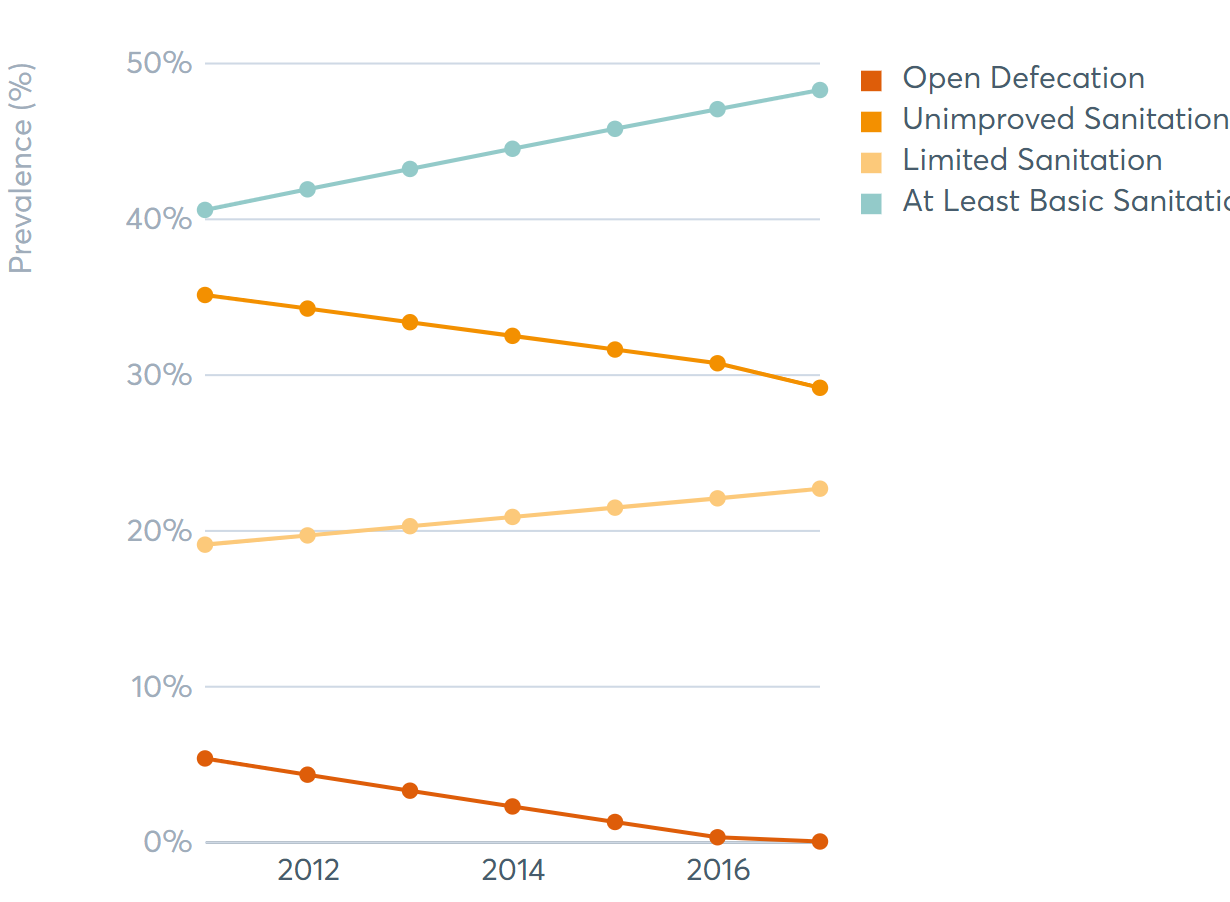 Prevalence (%)
50%
40%
30%
20%
10%
0%
2012
2014
2016
Open Defecation
Unimproved Sanitation
Limited Sanitation
At Least Basic Sanitatio